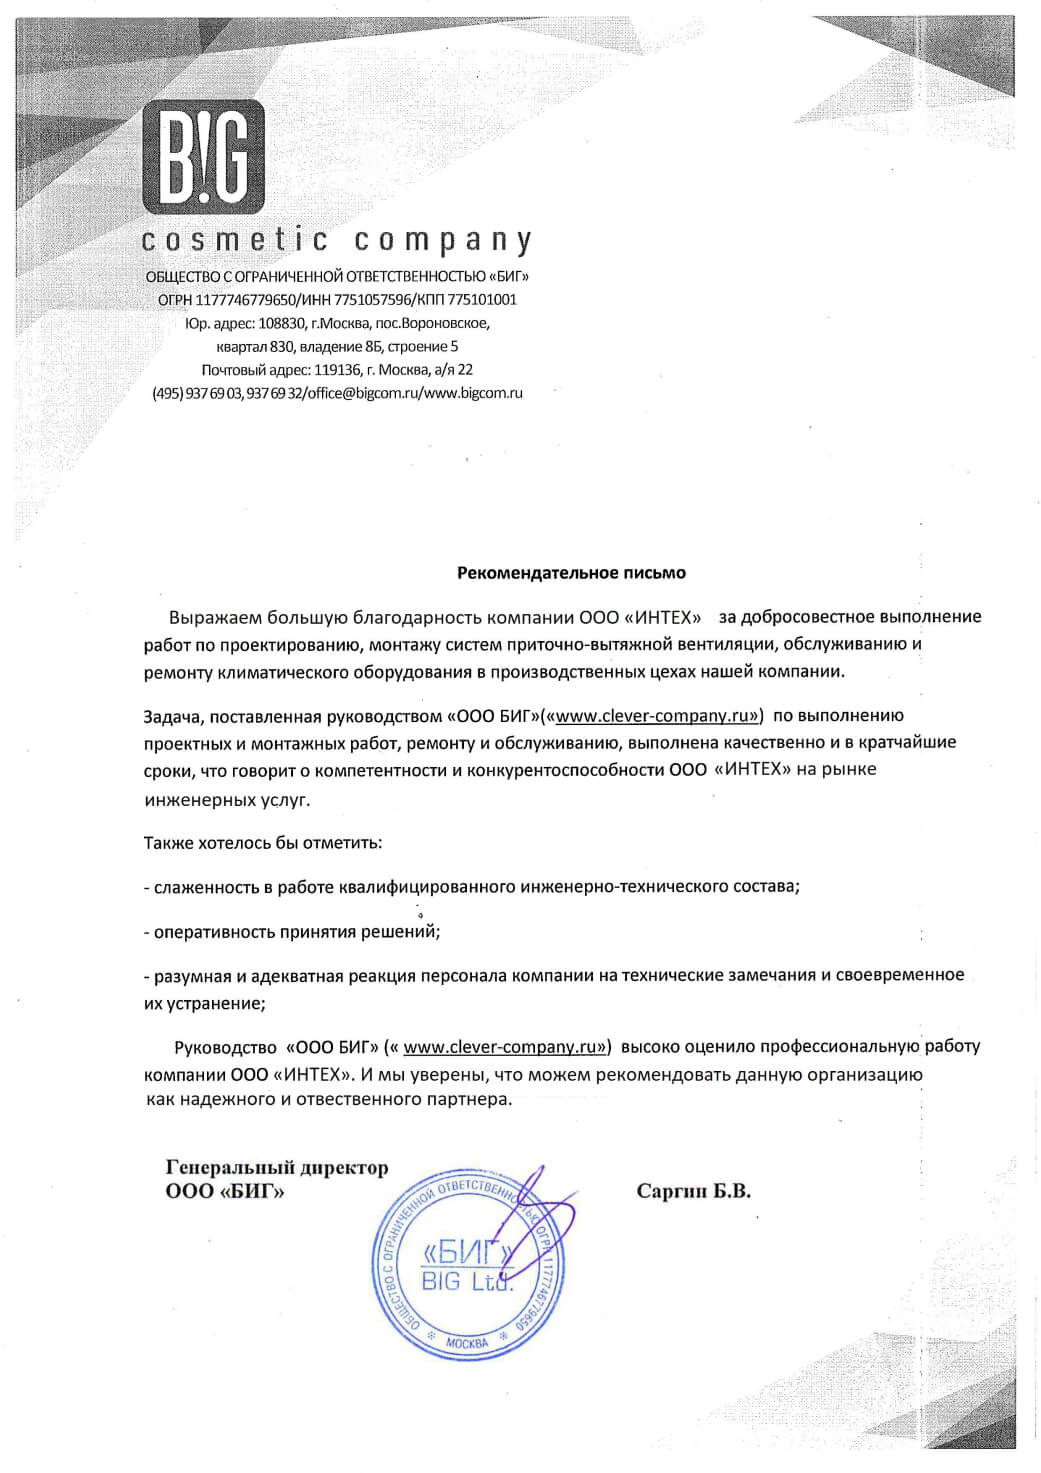 B!G
cosmetic company
ОБЩЕСТВО С ОГРАНИЧЕННОЙ ОТВЕТСТВЕННОСТЬЮ «БИГ»
ОГРН 1177746779650/ИНН 7751057596/КПП 775101001
Юр. адрес: 108830, г.Москва, пос.Вороновское,
квартал 830, владение 8Б, строение 5
Почтовый адрес: 119136, г. Москва, а/я 22
(495) 937 69 03, 937 69 32/office@bigcom.ru/www.bigcom.ru
Рекомендательное письмо
Выражаем большую благодарность компании ООО «ИНТЕХ» за добросовестное выполнение
работ по проектированию, монтажу систем приточно-вытяжной вентиляции, обслуживанию и
ремонту климатического оборудования в производственных цехах нашей компании.
Задача, поставленная руководством «ООО БИГ»(«www.clever-company.ru») по выполнению
проектных и монтажных работ, ремонту и обслуживанию, выполнена качественно и в кратчайшие
сроки, что говорит о компетентности и конкурентоспособности ООО «ИНТЕХ» на рынке
инженерных услуг.
Также хотелось бы отметить:
- слаженность в работе квалифицированного инженерно-технического состава;
- оперативность принятия решений;
- разумная и адекватная реакция персонала компании на технические замечания и своевременное
их устранение;
Руководство «ООО БИГ» (« www.clever-company.ru») высоко оценило профессиональную работу
компании ООО «ИНТЕХ». И мы уверены, что можем рекомендовать данную организацию
как надежного и отвественного партнера.
Генеральный директор
ООО «БИГ»
Саргин Б.В.
ОБЩЕСТВО С ОГРАНИЧЕННОЙ ОТВЕТСТВЕННОСТЬЮ ОГРН 1177746779650
«БИГ»
BIG Ltd.
* МОСКВА *